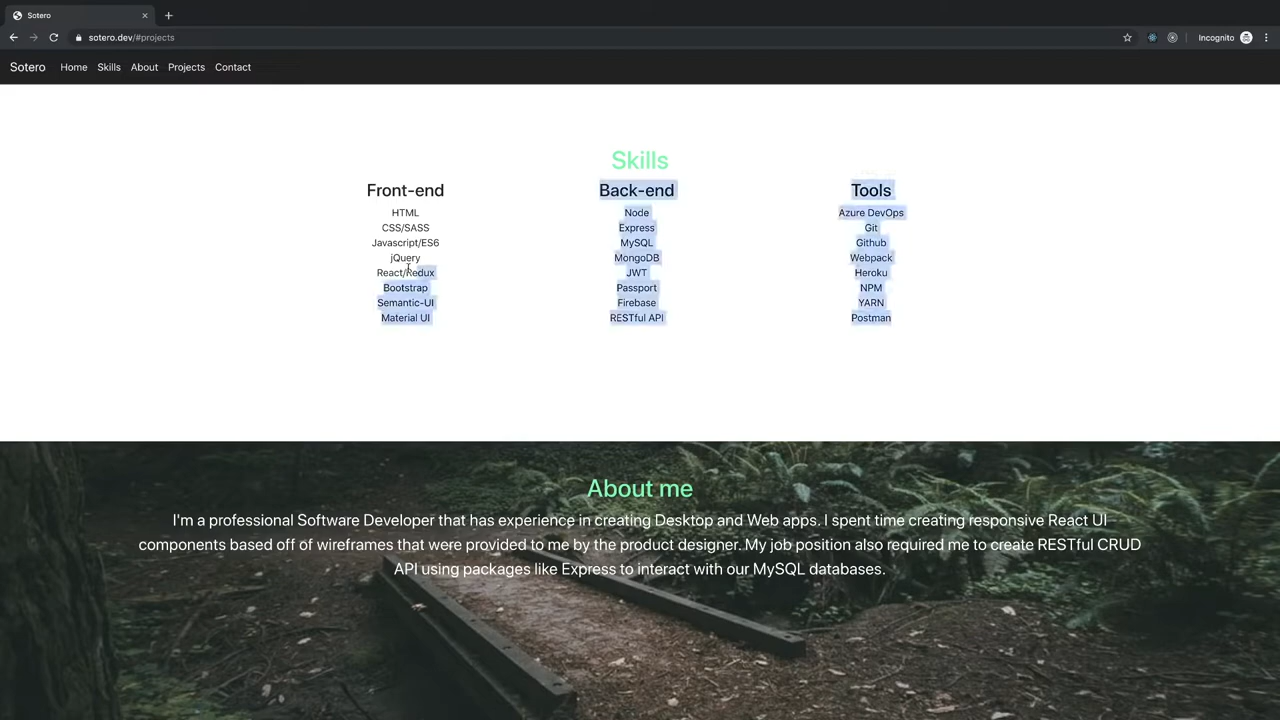 Sotero
sotero.dev/#projects
Incognito
Sotero Home Skills About Projects Contact
Skills
Front-end
HTML
CSS/SASS
Javascript/ES6
jQuery
React/Redux
Bootstrap
Semantic-UI
Material UI
Back-end
Node
Express
MySQL
MongoDB
JWT
Passport
Firebase
RESTful API
Tools
Azure DevOps
Git
Github
Webpack
Heroku
NPM
YARN
Postman
About me
I'm a professional Software Developer that has experience in creating Desktop and Web apps. I spent time creating responsive React UI
components based off of wireframes that were provided to me by the product designer. My job position also required me to create RESTful CRUD
API using packages like Express to interact with our MySQL databases.